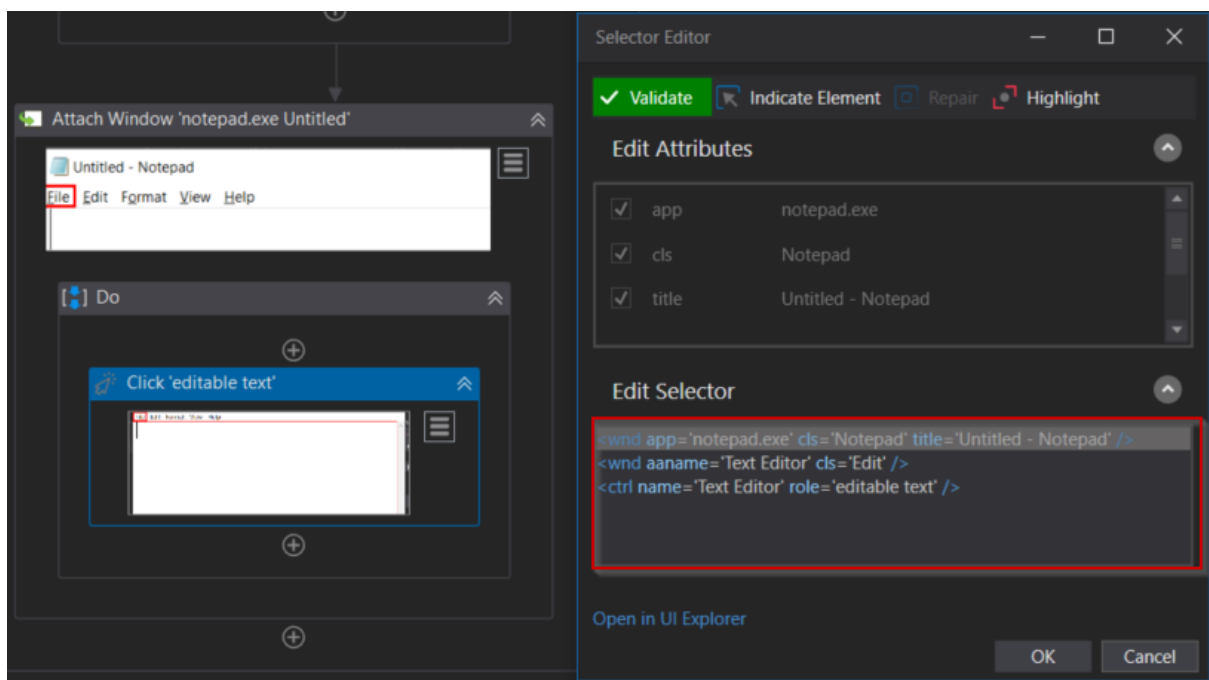 Attach Window 'notepad.exe Untitled'
Untitled - Notepad
File Edit Format View Help
Do
Click 'editable text'
Selector Editor
Validate Indicate Element Repair Highlight
Edit Attributes
app notepad.exe
cls Notepad
title Untitled - Notepad
Edit Selector
<wnd app='notepad.exe' cls='Notepad' title='Untitled - Notepad' />
<wnd aaname='Text Editor' cls='Edit' />
<ctrl name='Text Editor' role='editable text' />
Open in UI Explorer
OK Cancel